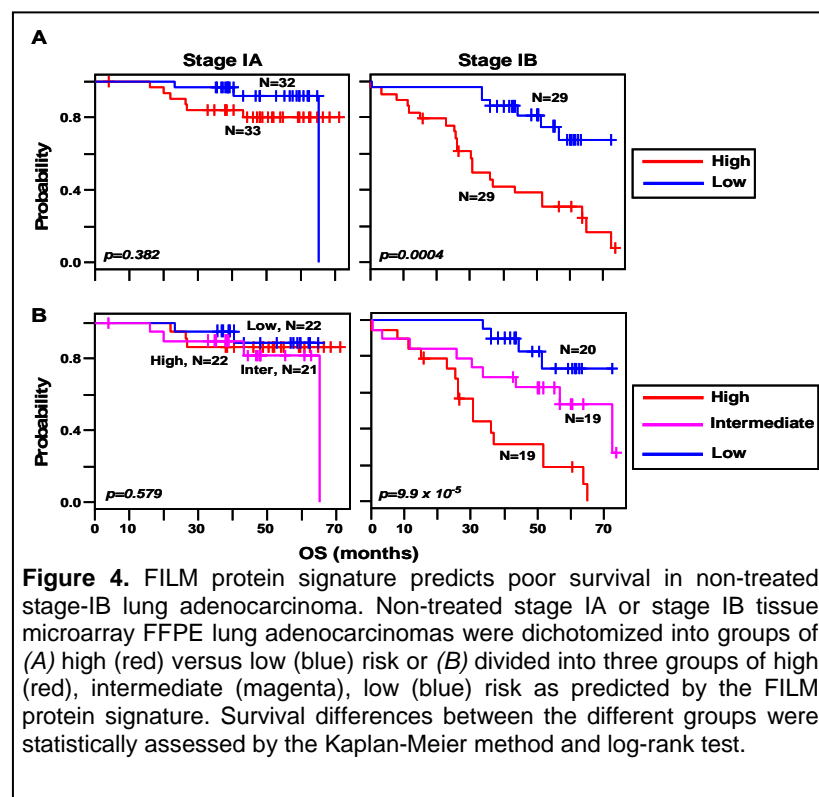 A
Stage IA
Stage IB
N=32
N=33
N=29
N=29
0.8
0.4
0.0
Probability
p=0.382
p=0.0004
High
Low
B
Low, N=22
High, N=22
Inter, N=21
N=20
N=19
N=19
0.8
0.4
0.0
Probability
p=0.579
p=9.9 x 10-5
High
Intermediate
Low
0 10 30 50 70 0 10 30 50 70
OS (months)
Figure 4. FILM protein signature predicts poor survival in non-treated
stage-IB lung adenocarcinoma. Non-treated stage IA or stage IB tissue
microarray FFPE lung adenocarcinomas were dichotomized into groups of
(A) high (red) versus low (blue) risk or (B) divided into three groups of high
(red), intermediate (magenta), low (blue) risk as predicted by the FILM
protein signature. Survival differences between the different groups were
statistically assessed by the Kaplan-Meier method and log-rank test.